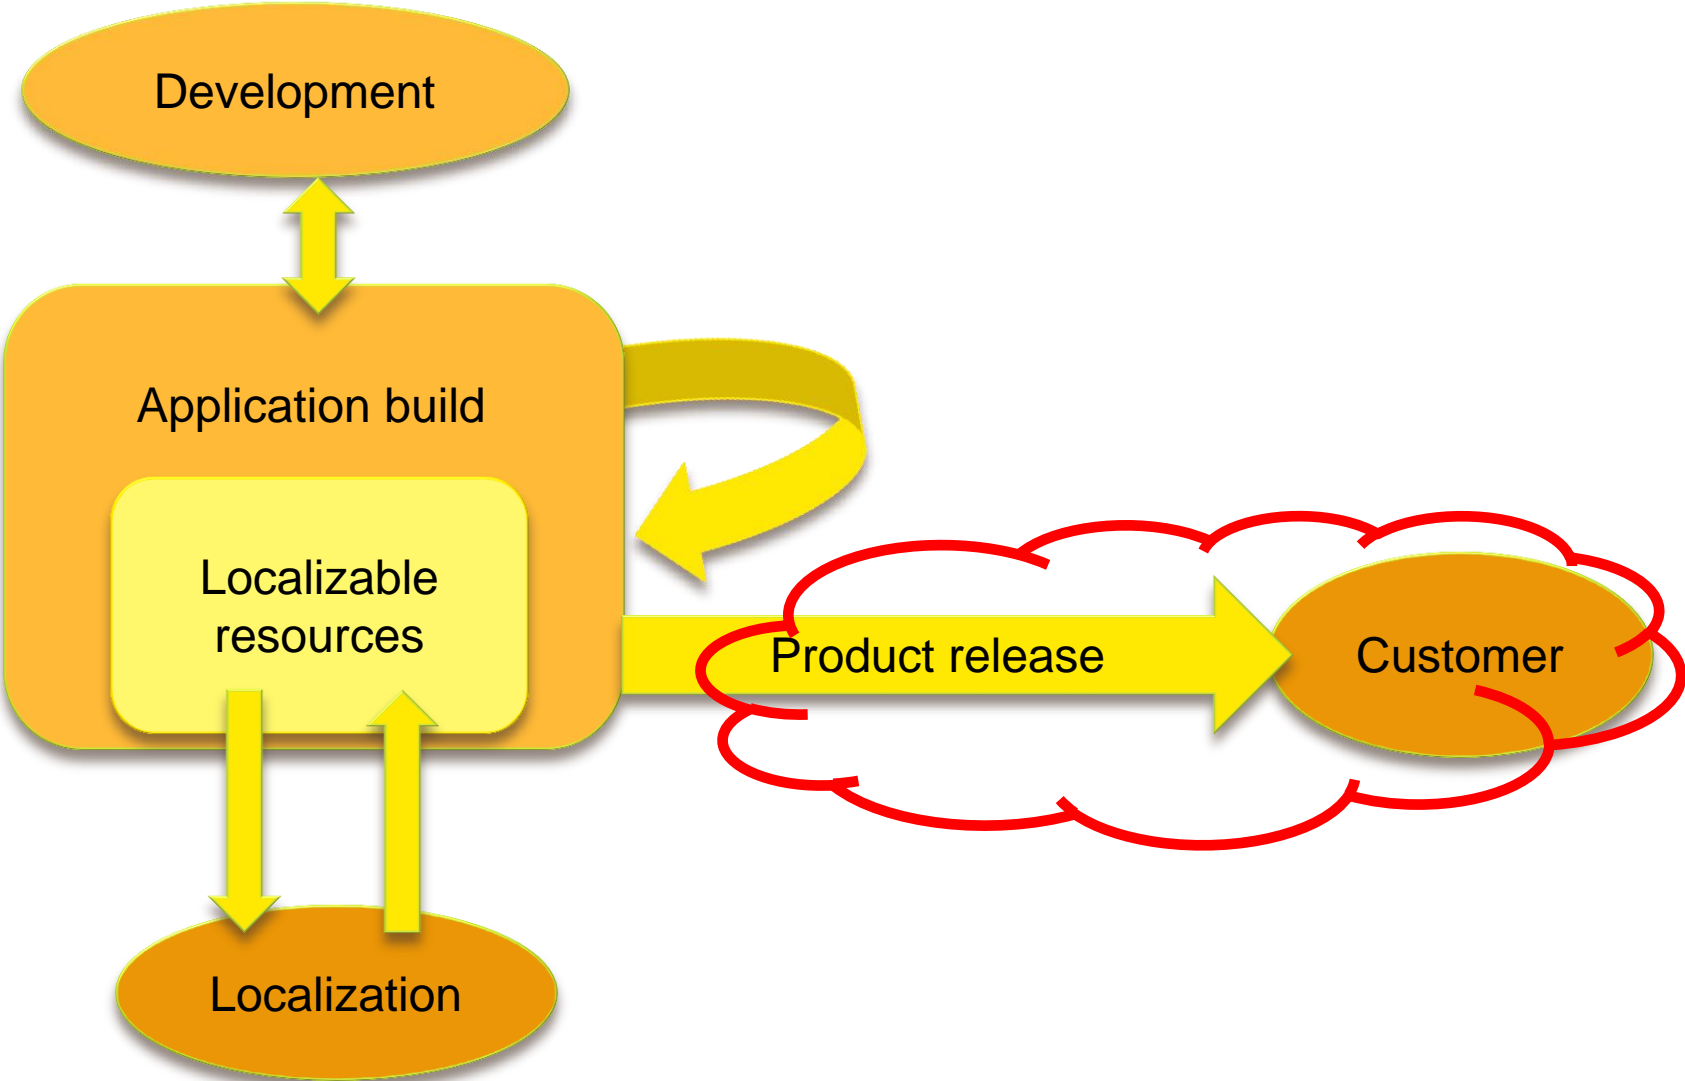 Development
Application build
Localizable
resources
Product release
Customer
Localization